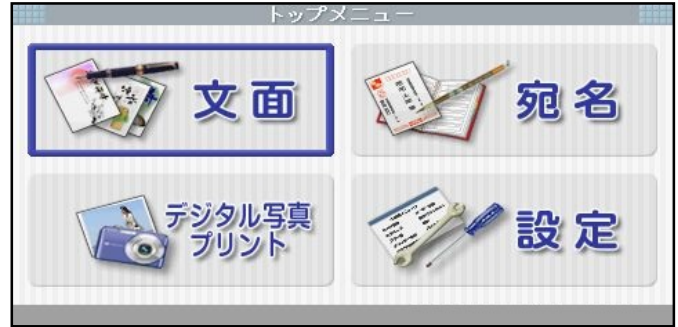 トップメニュー
文面
宛名
デジタル写真
プリント
設定